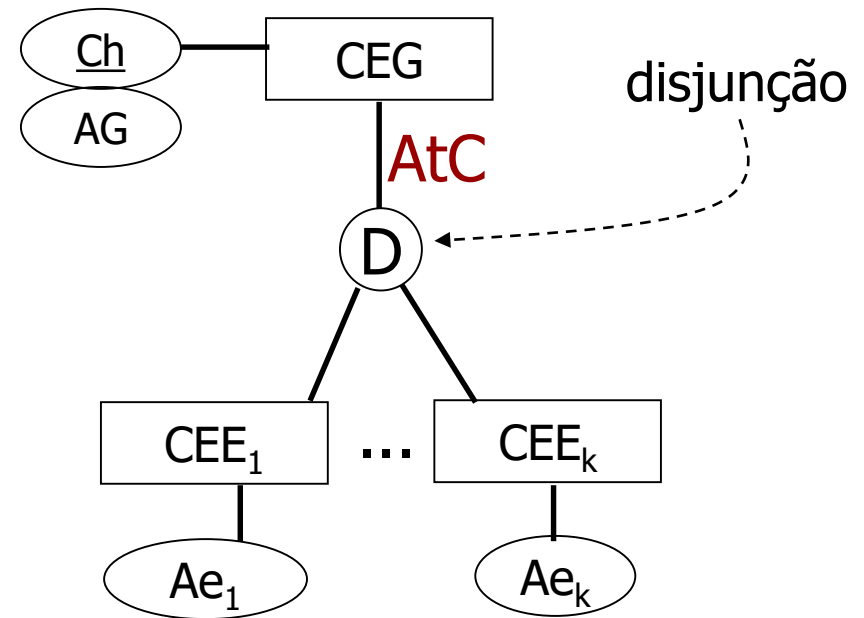 Ch
CEG
AG
disjunção
AtC
D
CEE₁
...
CEEₖ
Ae₁
Aeₖ